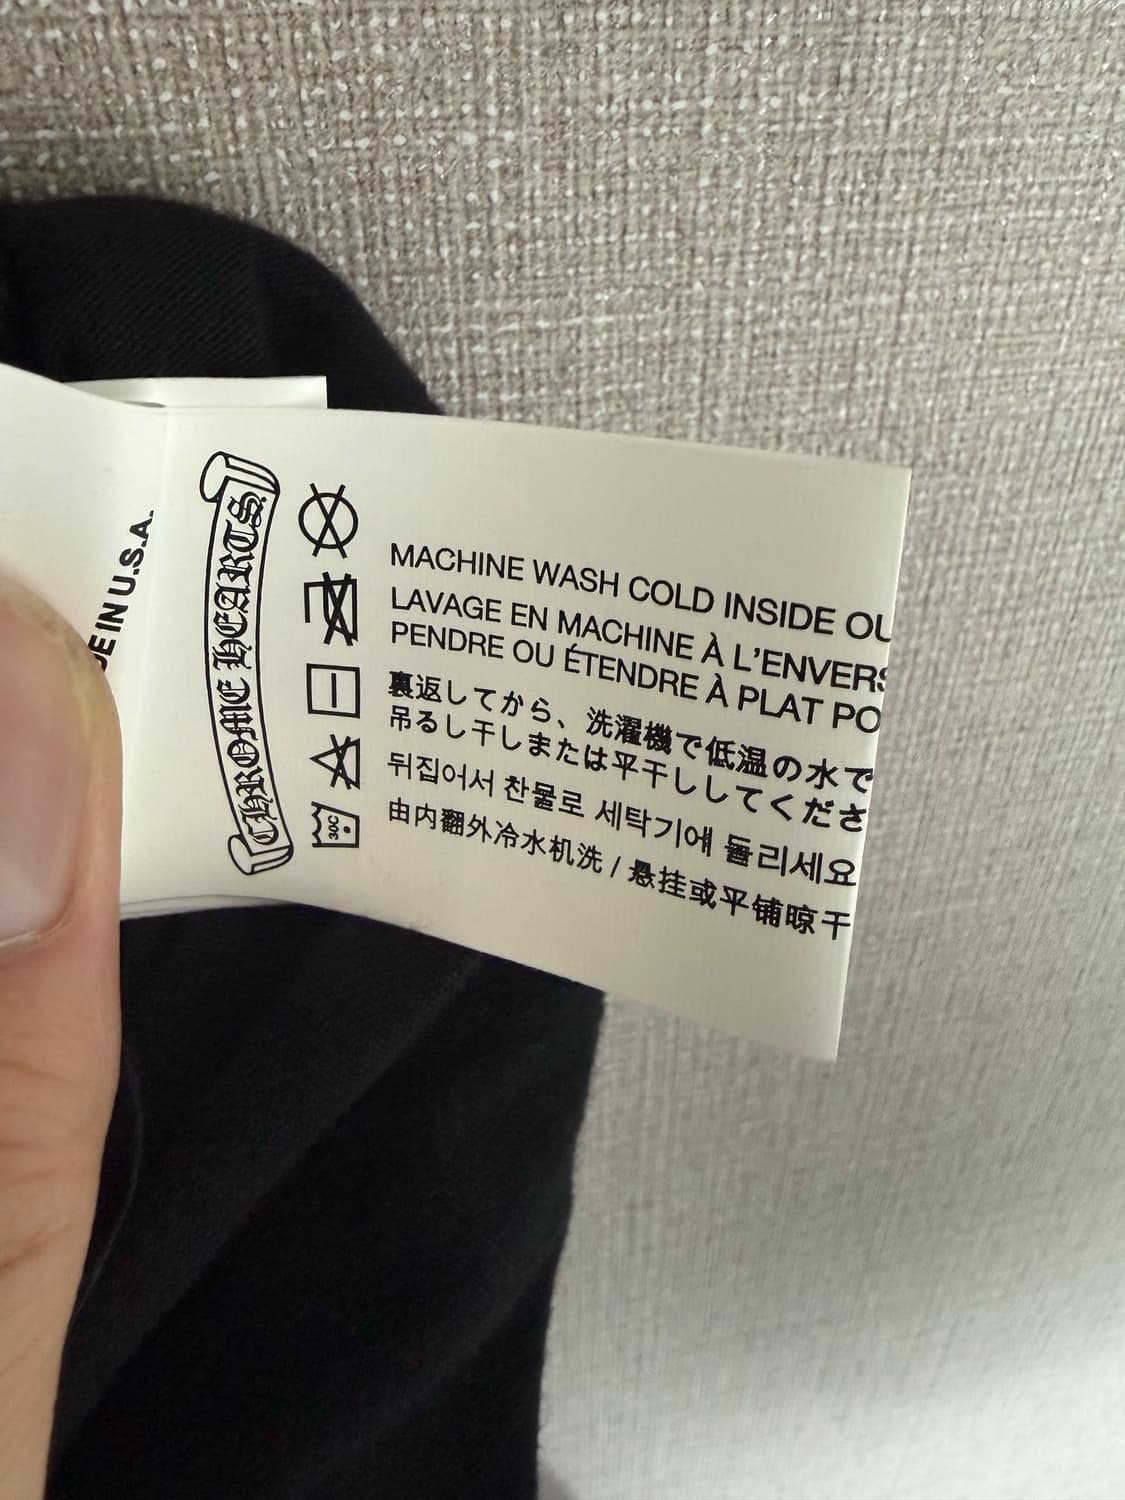 U.S.A.
CHROME HEARTS
30C
MACHINE WASH COLD INSIDE OU
LAVAGE EN MACHINE À L'ENVERS
PENDRE OU ÉTENDRE À PLAT PO
裏返してから、洗濯機で低温の水で
吊るし干しまたは平干ししてくださ
뒤집어서 찬물로 세탁기에 돌리세요
由内翻外冷水机洗 / 悬挂或平铺晾干